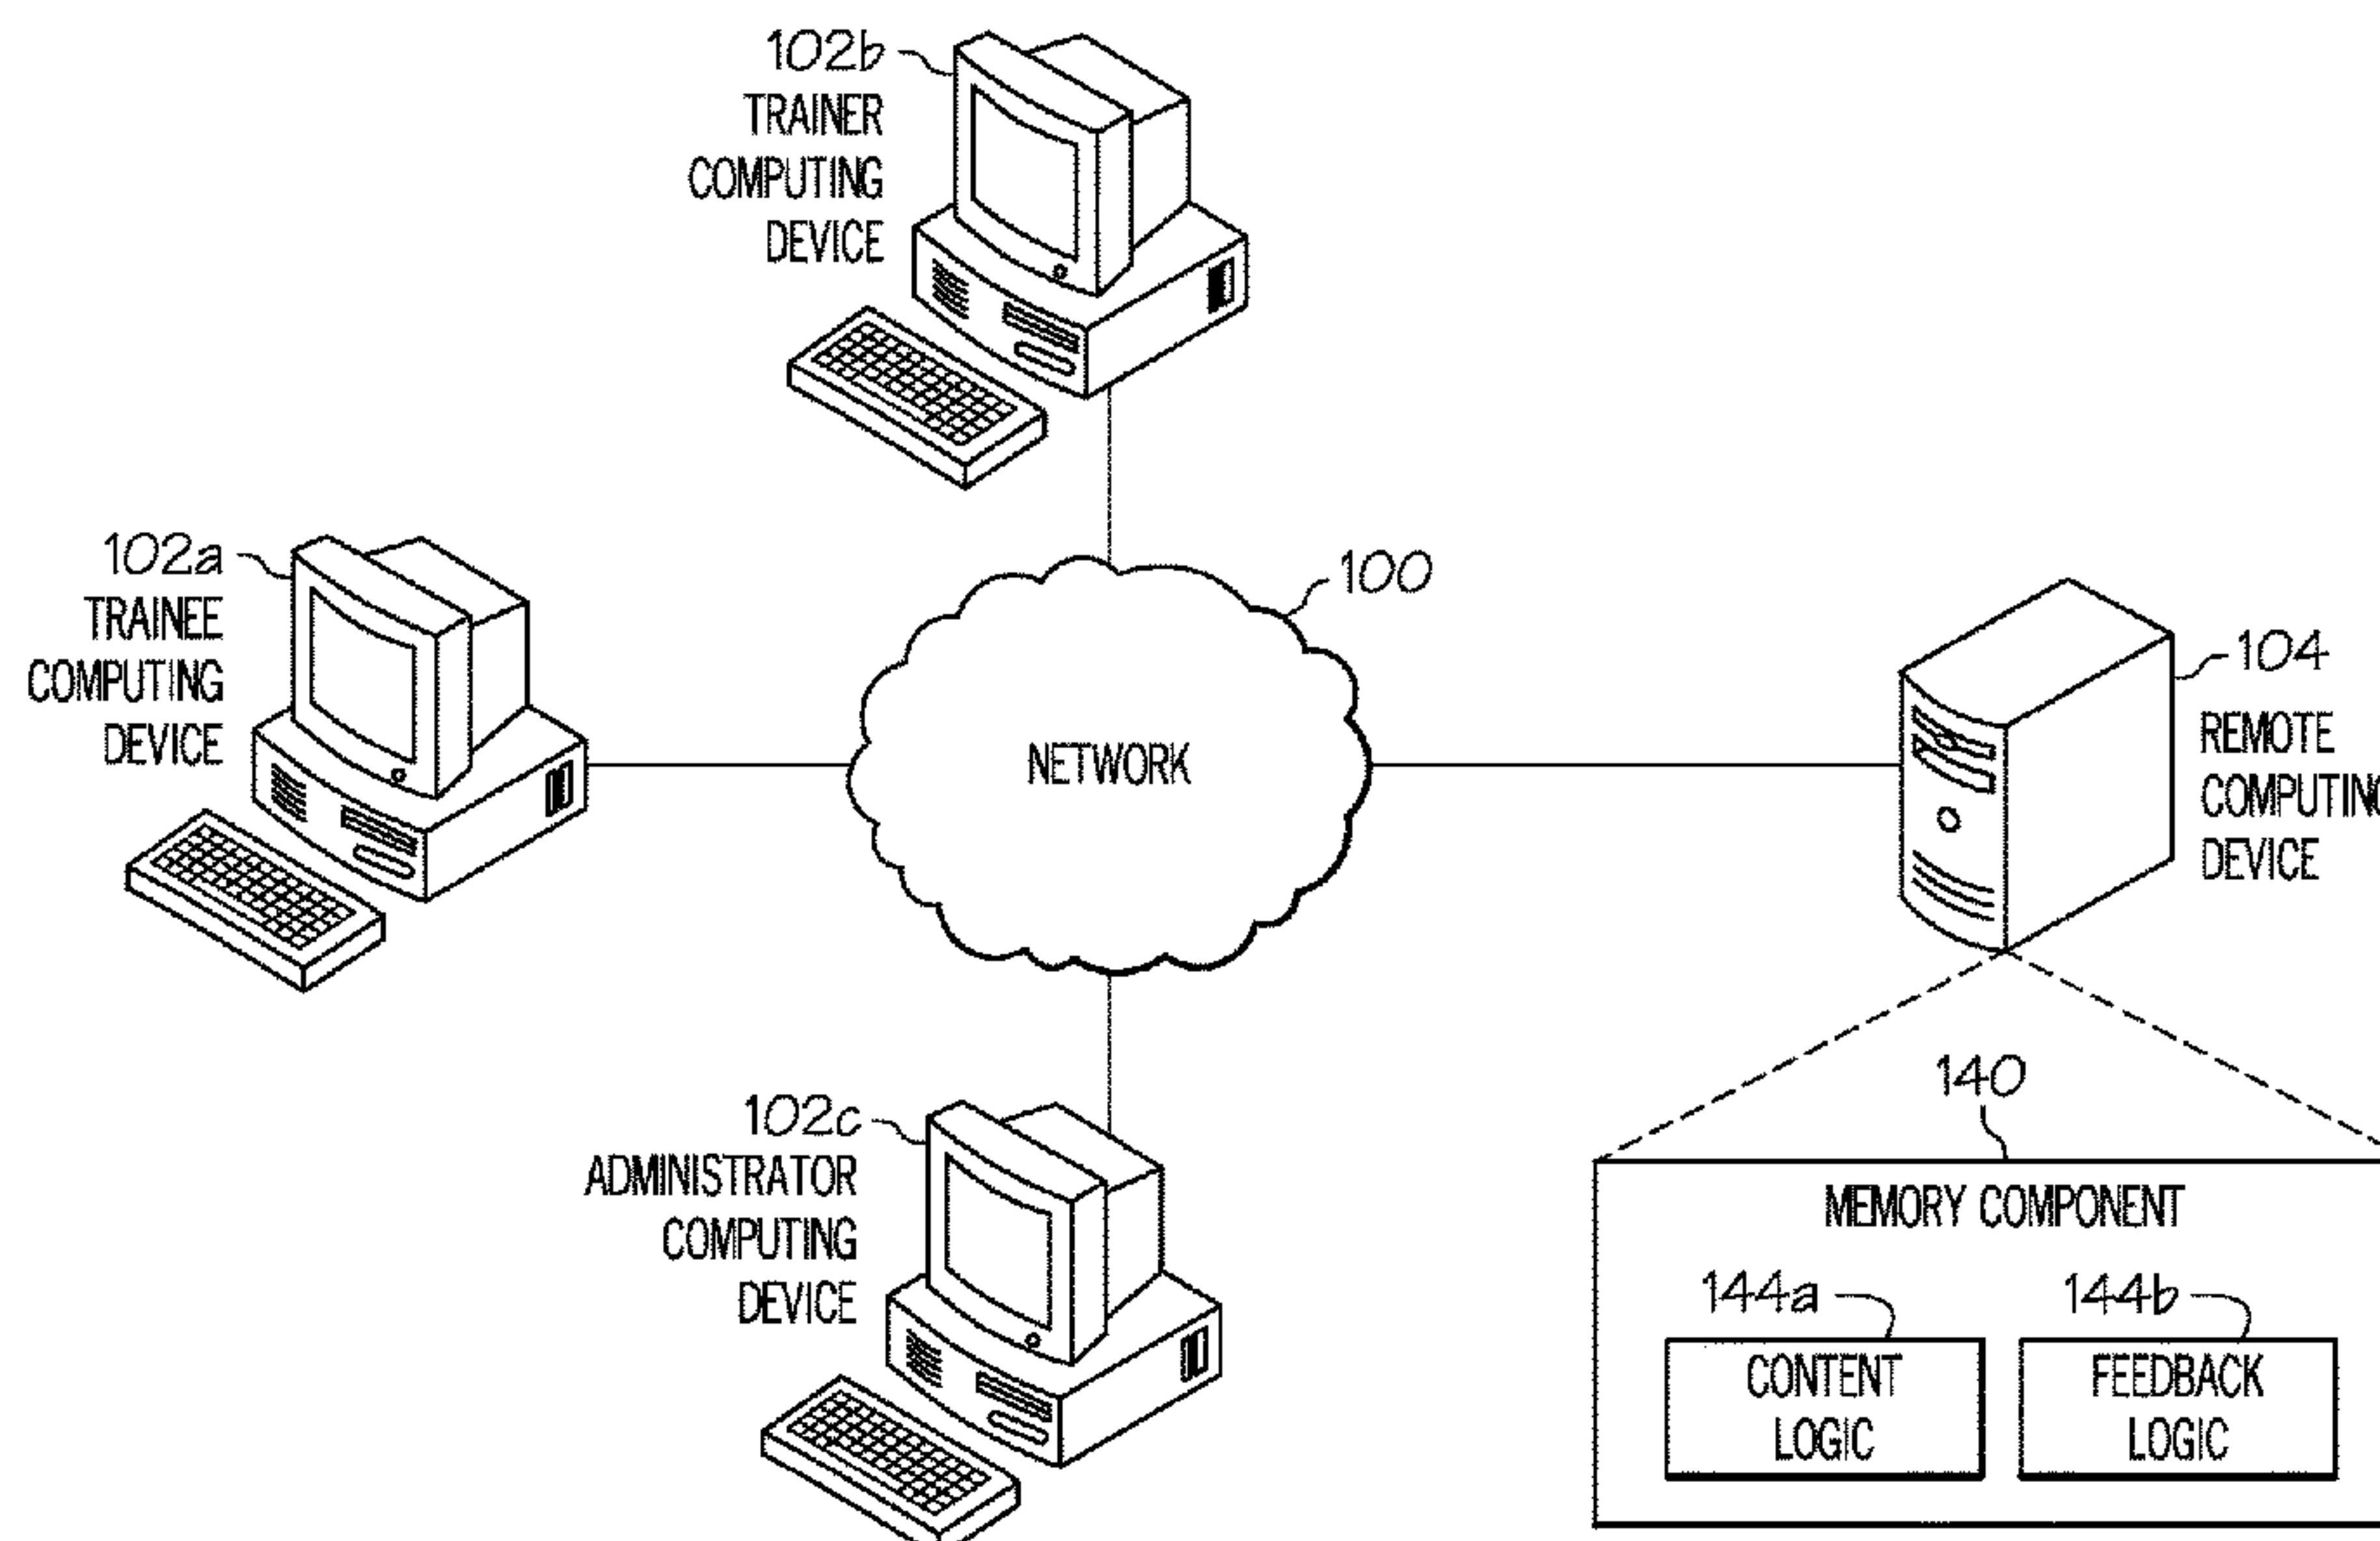 102b
TRAINER
COMPUTING
DEVICE
102a
TRAINEE
COMPUTING
DEVICE
100
NETWORK
104
REMOTE
COMPUTING
DEVICE
102c
ADMINISTRATOR
COMPUTING
DEVICE
140
MEMORY COMPONENT
144a
CONTENT
LOGIC
144b
FEEDBACK
LOGIC